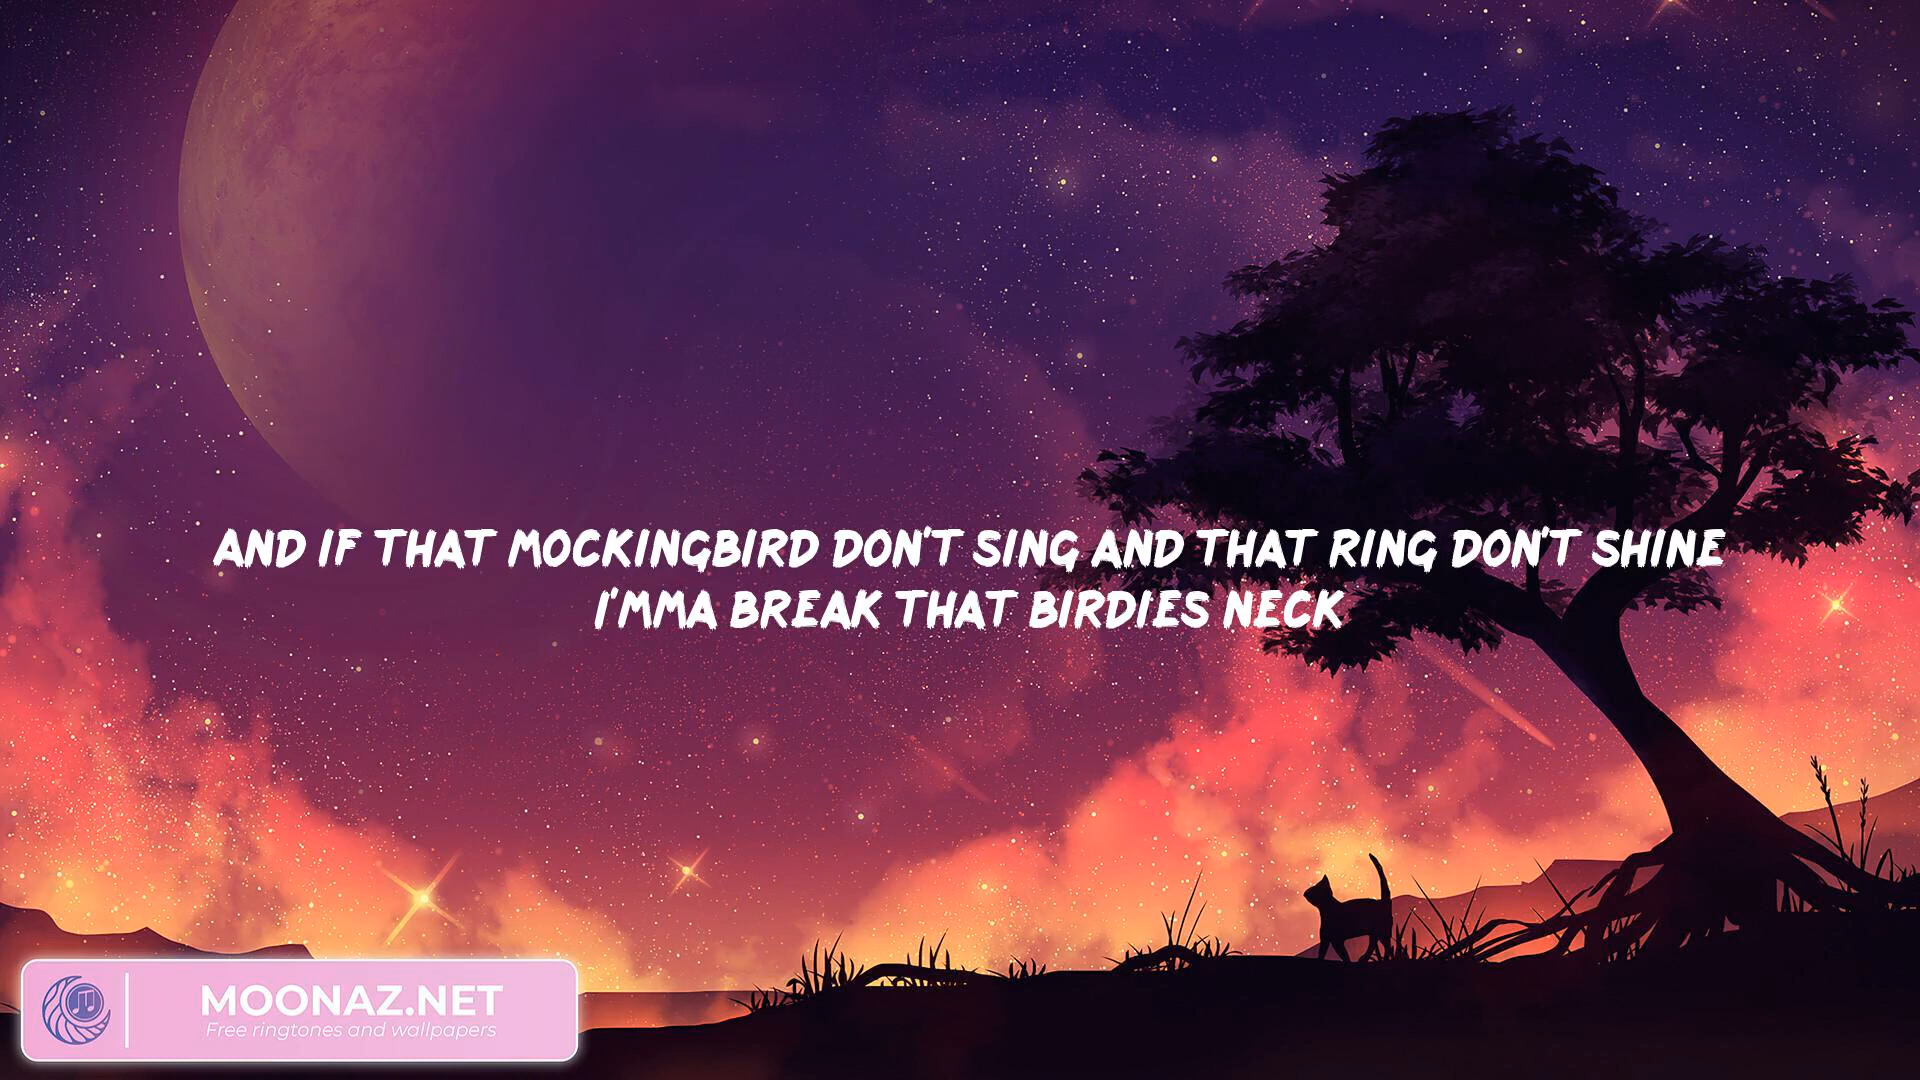 AND IF THAT MOCKINGBIRD DON'T SING AND THAT RING DON'T SHINE
I'MMA BREAK THAT BIRDIES NECK
MOONAZ.NET
Free ringtones and wallpapers